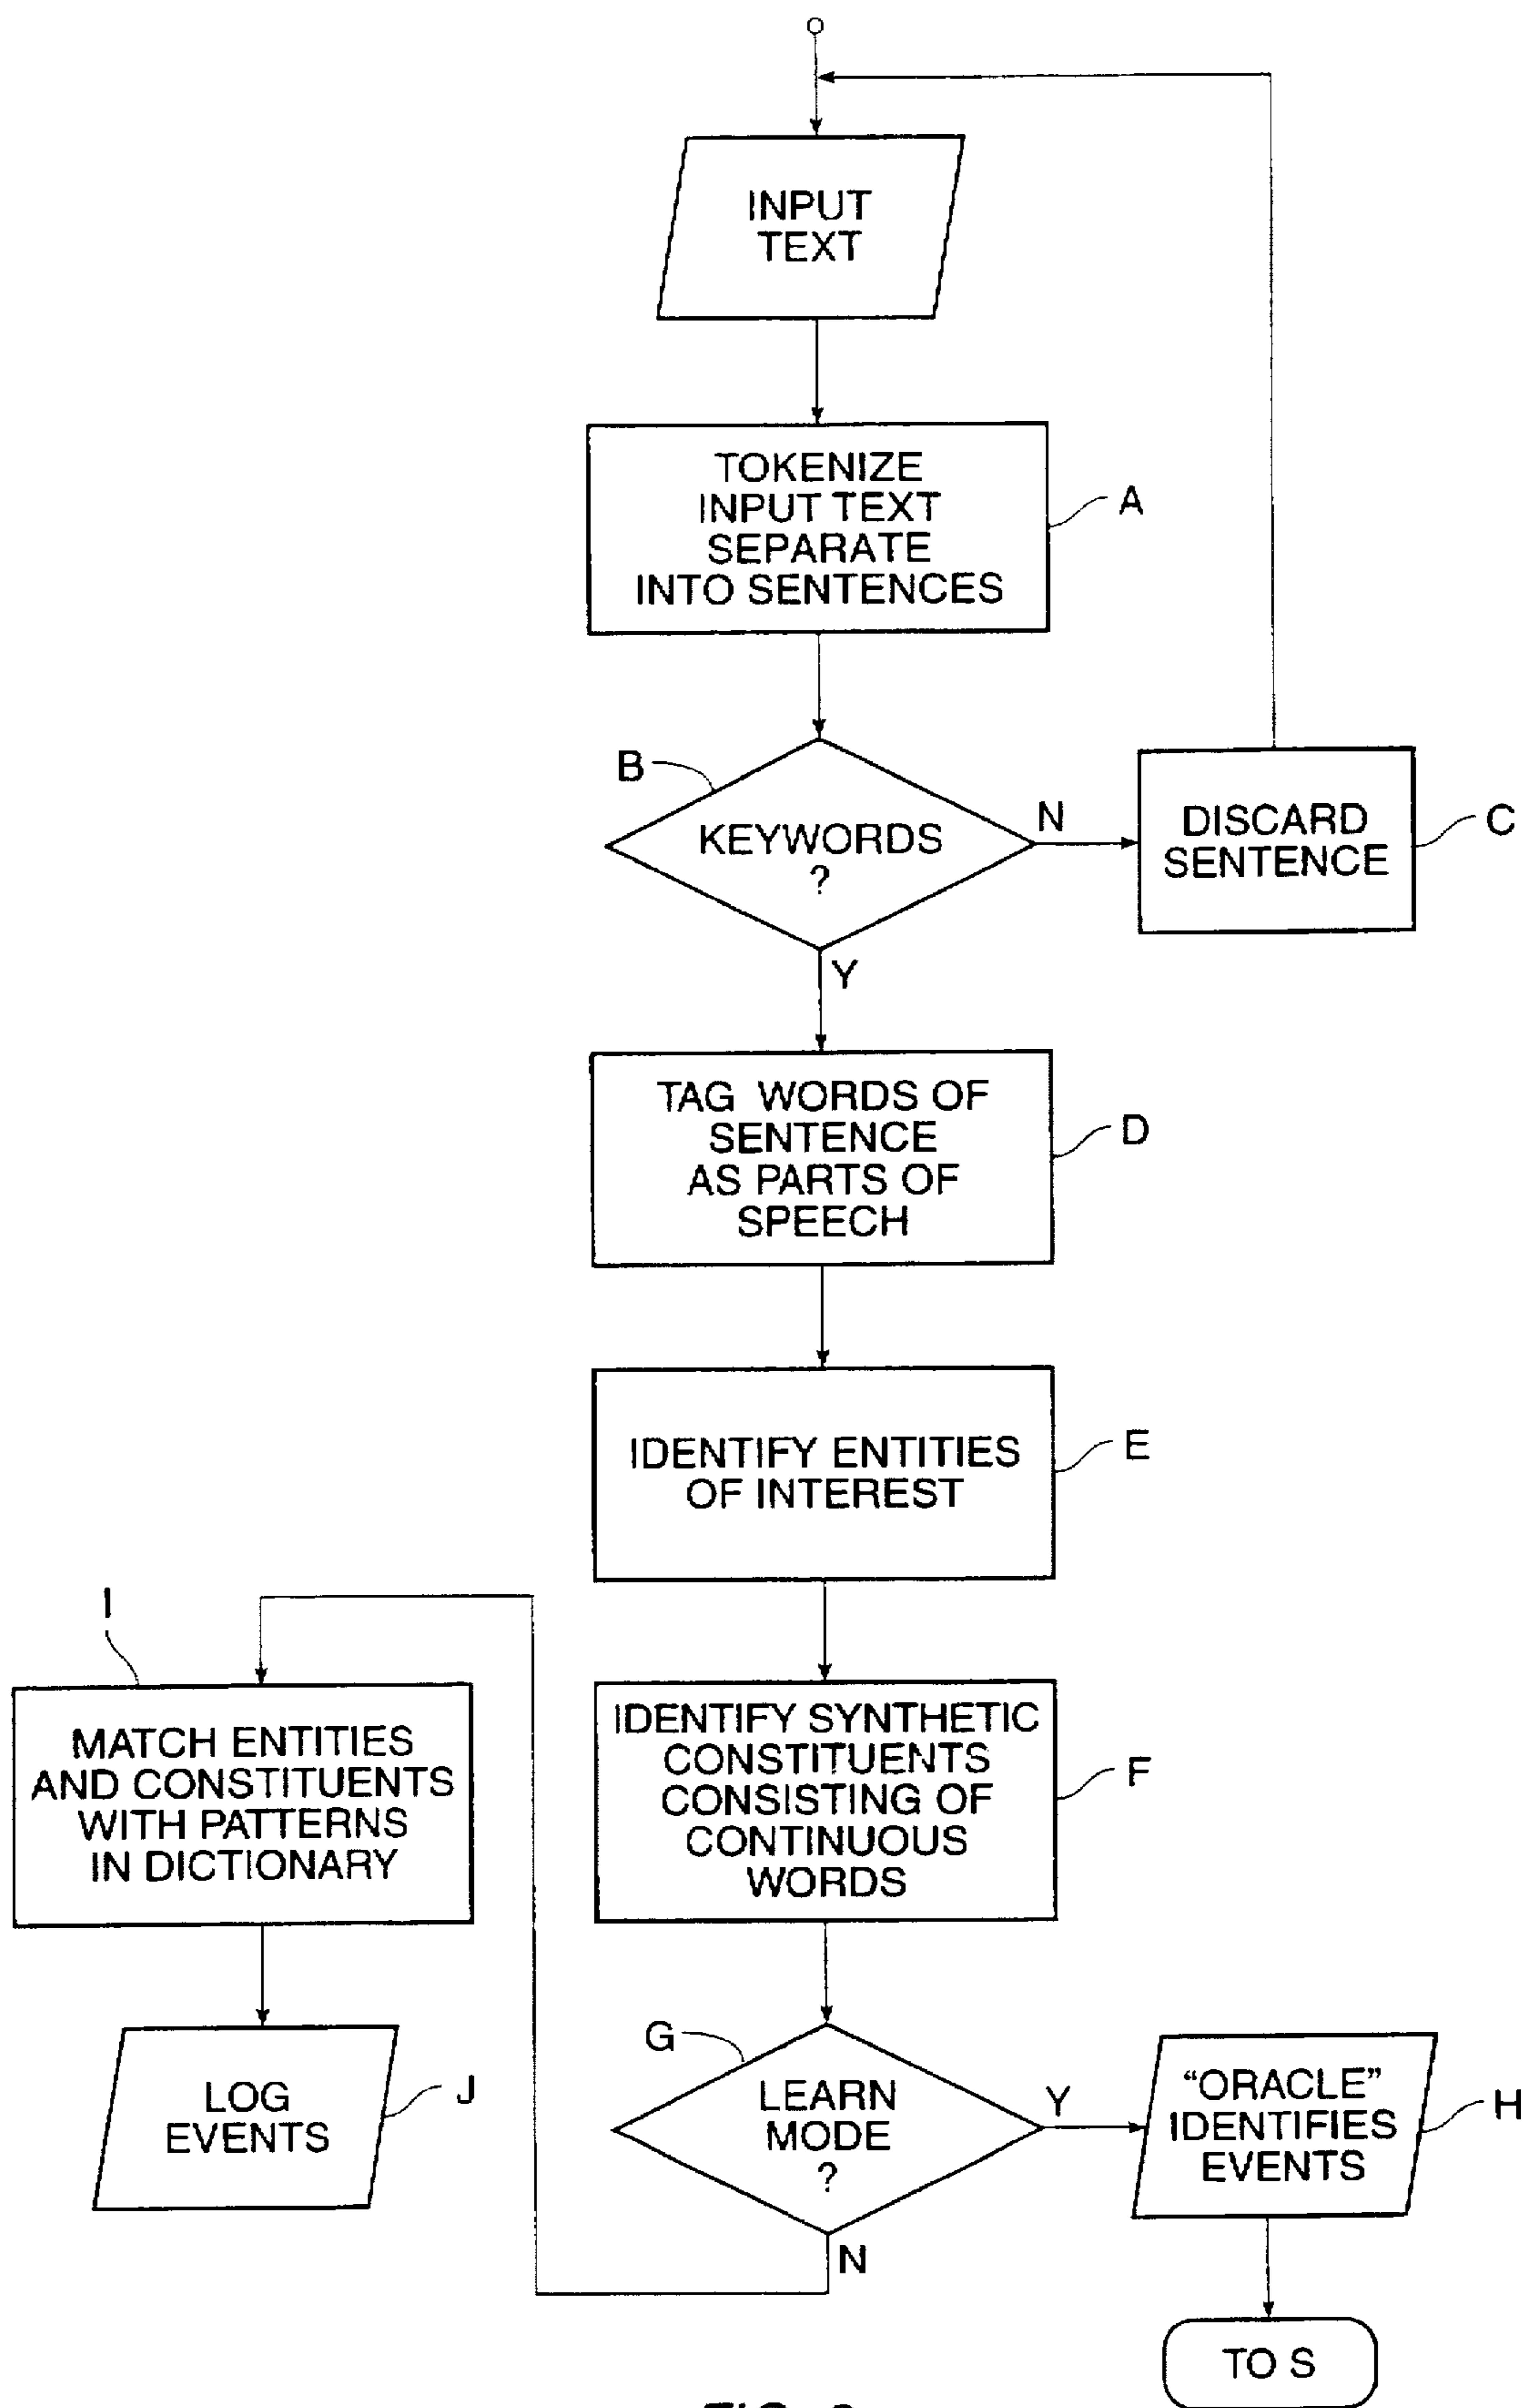 INPUT
TEXT
TOKENIZE
INPUT TEXT
SEPARATE
INTO SENTENCES
A
B
KEYWORDS
?
N
DISCARD
SENTENCE
C
Y
TAG WORDS OF
SENTENCE
AS PARTS OF
SPEECH
D
IDENTIFY ENTITIES
OF INTEREST
E
IDENTIFY SYNTHETIC
CONSTITUENTS
CONSISTING OF
CONTINUOUS
WORDS
F
I
MATCH ENTITIES
AND CONSTITUENTS
WITH PATTERNS
IN DICTIONARY
LOG
EVENTS
J
G
LEARN
MODE
?
Y
N
“ORACLE”
IDENTIFIES
EVENTS
H
TO S